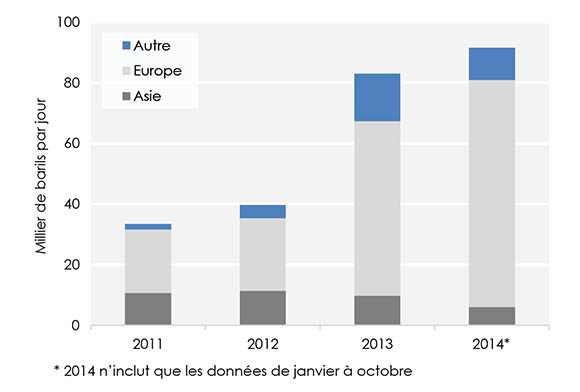 Millier de barils par jour
100
80
60
40
20
0
Autre
Europe
Asie
2011 2012 2013 2014*
* 2014 n'inclut que les données de janvier à octobre